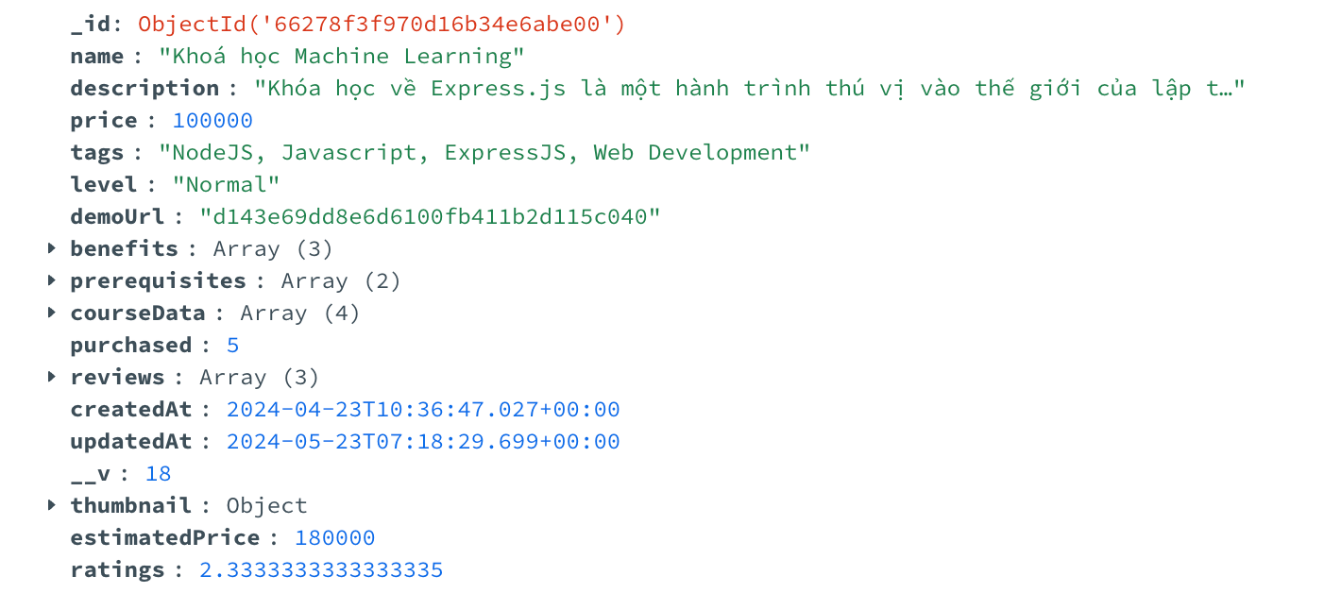 _id: ObjectId('66278f3f970d16b34e6abe00')
name : "Khoá học Machine Learning"
description : "Khóa học về Express.js là một hành trình thú vị vào thế giới của lập t…"
price : 100000
tags : "NodeJS, Javascript, ExpressJS, Web Development"
level : "Normal"
demoUrl : "d143e69dd8e6d6100fb411b2d115c040"
benefits : Array (3)
prerequisites : Array (2)
courseData : Array (4)
purchased : 5
reviews : Array (3)
createdAt : 2024-04-23T10:36:47.027+00:00
updatedAt : 2024-05-23T07:18:29.699+00:00
__v : 18
thumbnail : Object
estimatedPrice : 180000
ratings : 2.3333333333333335